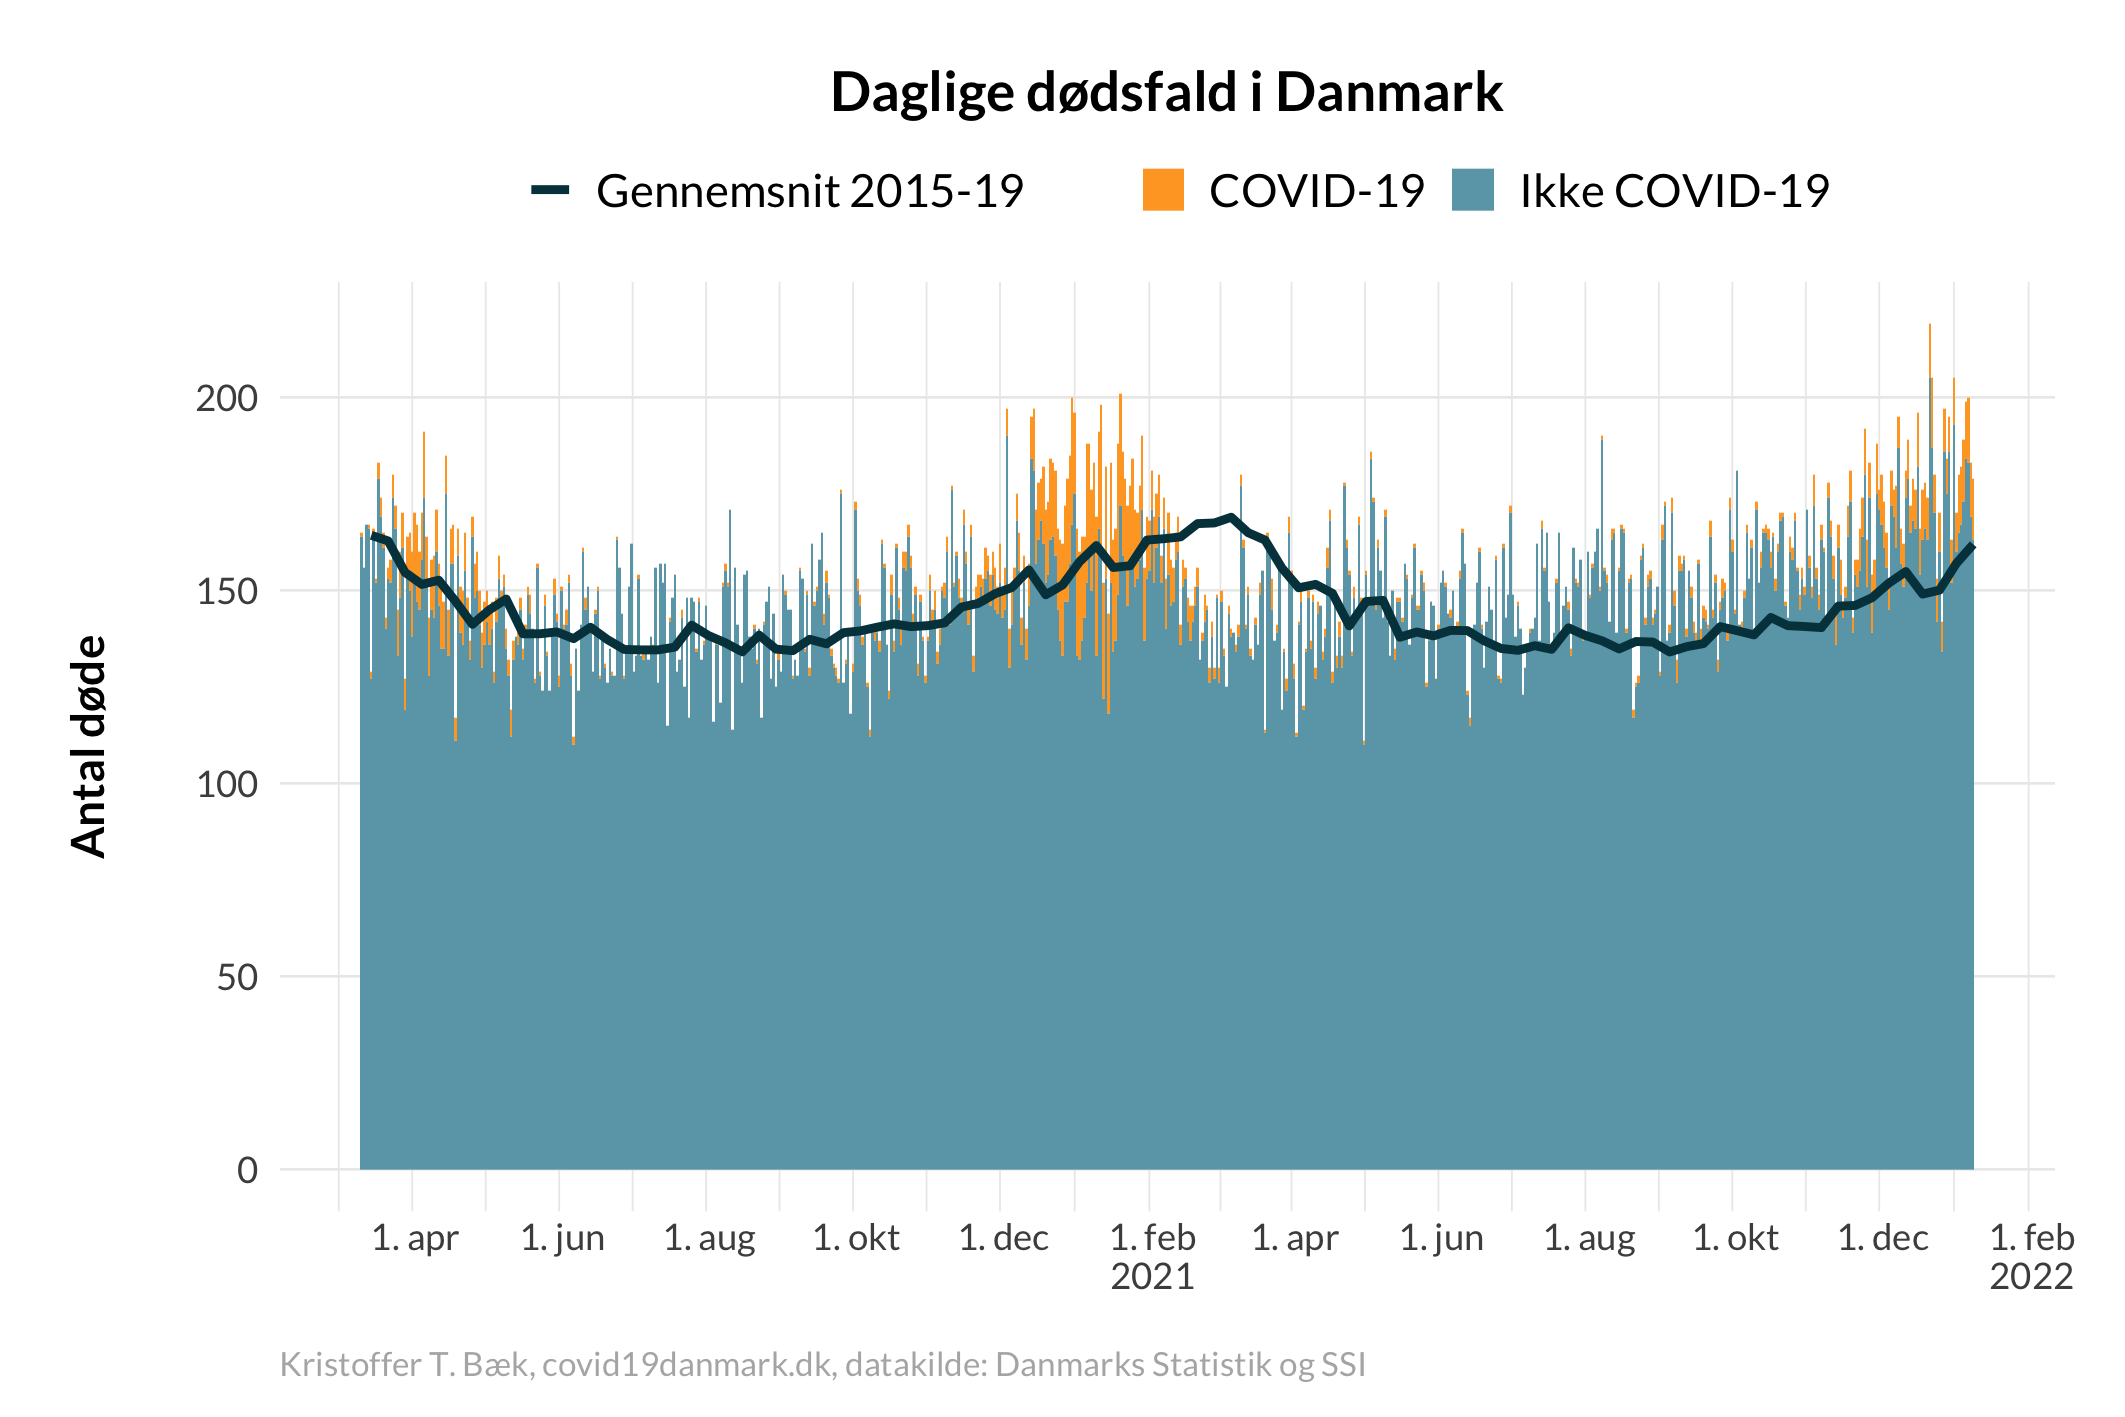 Daglige dødsfald i Danmark
Gennemsnit 2015-19 COVID-19 Ikke COVID-19
Antal døde
200
150
100
50
0
1. apr 1. jun 1. aug 1. okt 1. dec 1. feb 1. apr 1. jun 1. aug 1. okt 1. dec 1. feb
2021 2022
Kristoffer T. Bæk, covid19danmark.dk, datakilde: Danmarks Statistik og SSI